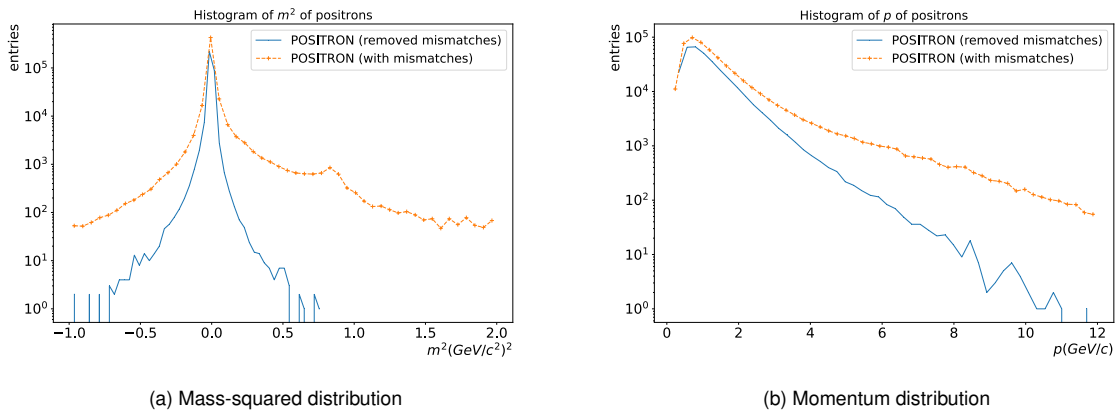 Histogram of m² of positrons
entries
POSITRON (removed mismatches)
POSITRON (with mismatches)
10⁵
10⁴
10³
10²
10¹
10⁰
−1.0 −0.5 0.0 0.5 1.0 1.5 2.0
m²(GeV/c²)²
(a) Mass-squared distribution
Histogram of p of positrons
entries
POSITRON (removed mismatches)
POSITRON (with mismatches)
10⁵
10⁴
10³
10²
10¹
10⁰
0 2 4 6 8 10 12
p(GeV/c)
(b) Momentum distribution